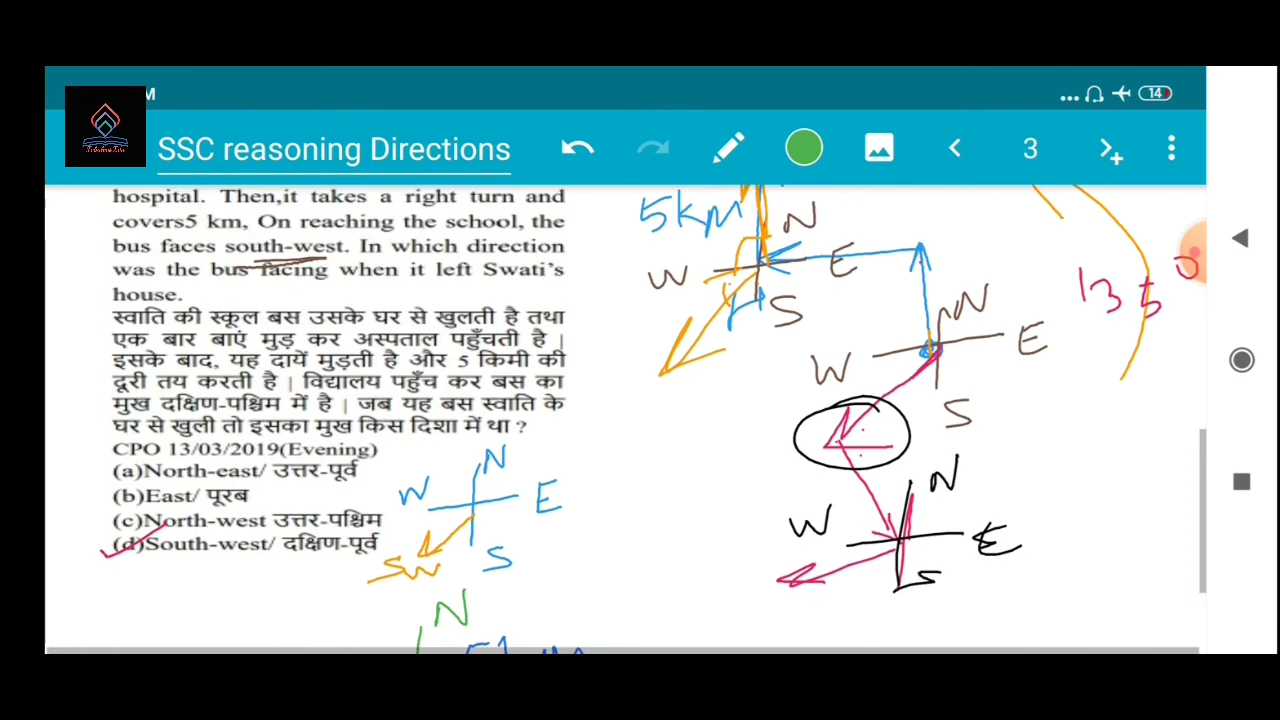 M
14
SSC reasoning Directions
3
hospital. Then,it takes a right turn and
covers5 km, On reaching the school, the
bus faces south-west. In which direction
was the bus facing when it left Swati's
house.
स्वाति की स्कूल बस उसके घर से खुलती है तथा
एक बार बाएं मुड़ कर अस्पताल पहुँचती है |
इसके बाद, यह दायें मुड़ती है और 5 किमी की
दूरी तय करती है | विद्यालय पहुँच कर बस का
मुख दक्षिण-पश्चिम में है | जब यह बस स्वाति के
घर से खुली तो इसका मुख किस दिशा में था ?
CPO 13/03/2019(Evening)
(a)North-east/ उत्तर-पूर्व
(b)East/ पूरब
(c)North-west उत्तर-पश्चिम
(d)South-west/ दक्षिण-पूर्व
N
W
E
S
SW
N
5km
N
W
E
S
N
W
E
S
135
N
W
E
S